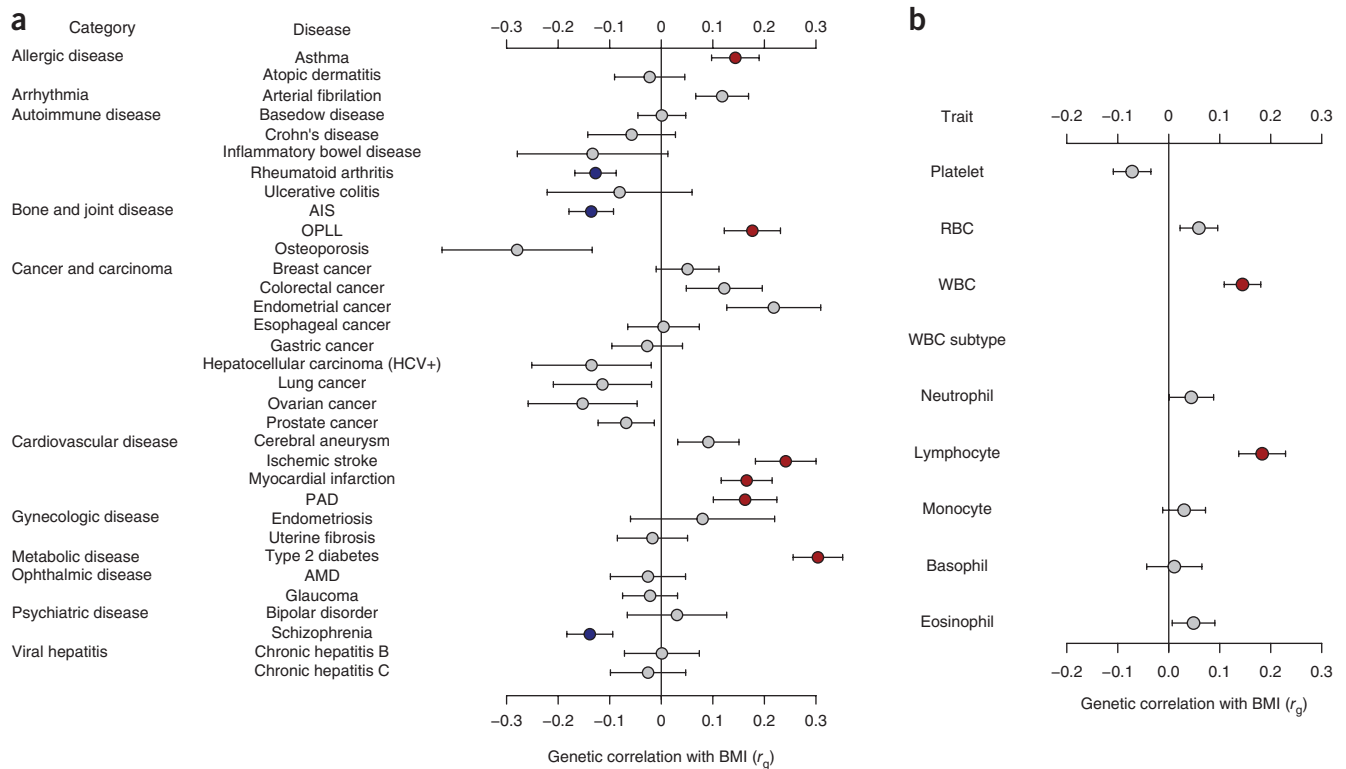 a
Category Disease −0.3 −0.1 0 0.1 0.2 0.3
Allergic disease Asthma
Atopic dermatitis
Arrhythmia Arterial fibrilation
Autoimmune disease Basedow disease
Crohn's disease
Inflammatory bowel disease
Rheumatoid arthritis
Ulcerative colitis
Bone and joint disease AIS
OPLL
Osteoporosis
Cancer and carcinoma Breast cancer
Colorectal cancer
Endometrial cancer
Esophageal cancer
Gastric cancer
Hepatocellular carcinoma (HCV+)
Lung cancer
Ovarian cancer
Prostate cancer
Cardiovascular disease Cerebral aneurysm
Ischemic stroke
Myocardial infarction
PAD
Gynecologic disease Endometriosis
Uterine fibrosis
Metabolic disease Type 2 diabetes
Ophthalmic disease AMD
Glaucoma
Psychiatric disease Bipolar disorder
Schizophrenia
Viral hepatitis Chronic hepatitis B
Chronic hepatitis C
−0.3 −0.1 −0.1 0 0.1 0.2 0.3
Genetic correlation with BMI (rg)
b
Trait −0.2 −0.1 0 0.1 0.2 0.3
Platelet
RBC
WBC
WBC subtype
Neutrophil
Lymphocyte
Monocyte
Basophil
Eosinophil
−0.2 −0.1 0.0 0.1 0.2 0.3
Genetic correlation with BMI (rg)